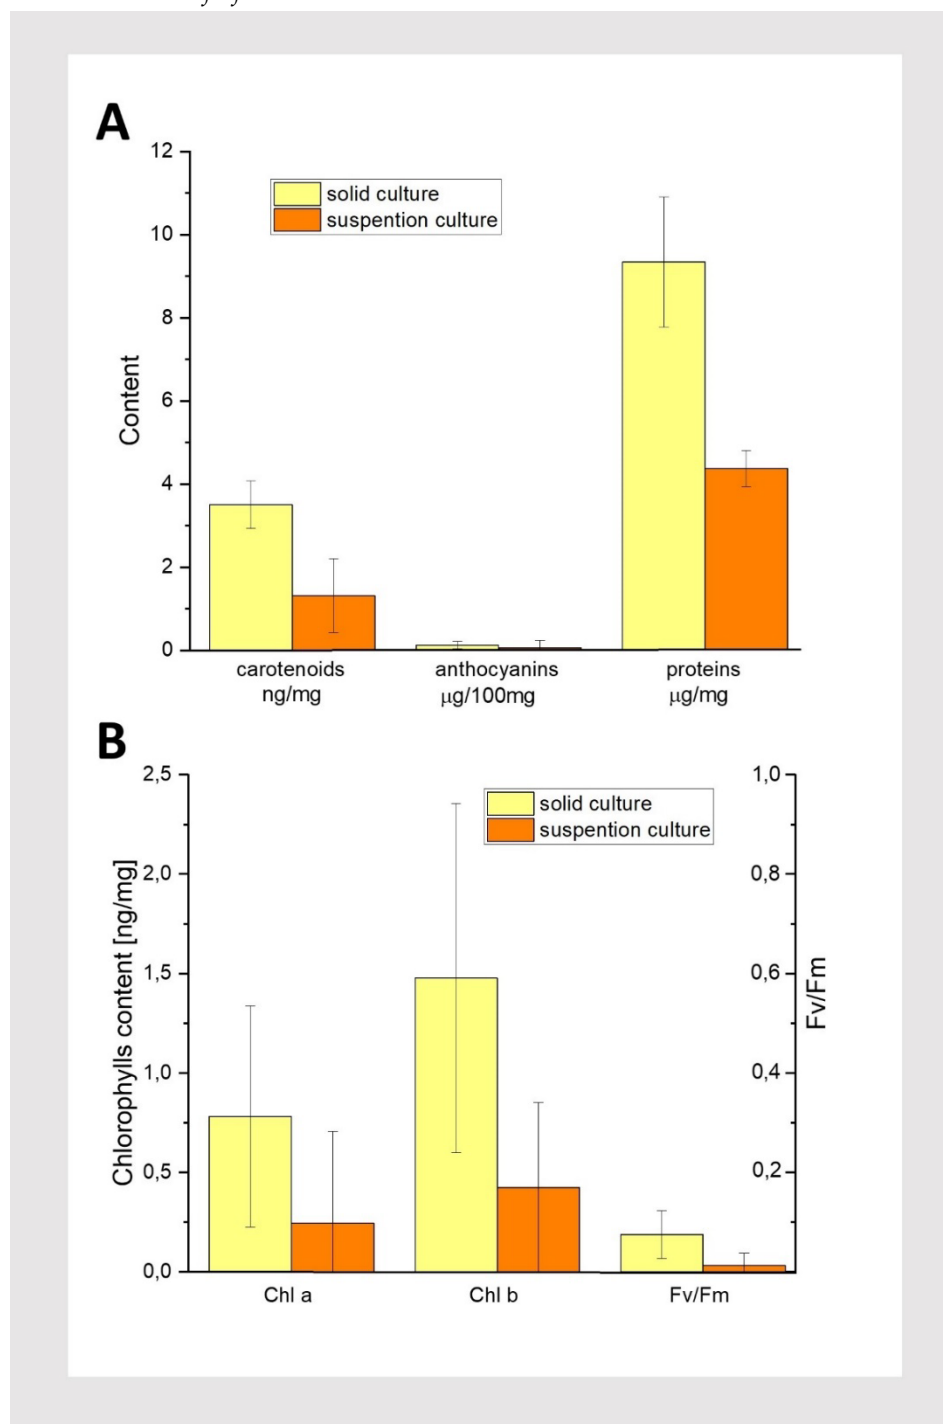 A
12
solid culture
suspention culture
10
8
6
4
2
0
Content
carotenoids
ng/mg
anthocyanins
µg/100mg
proteins
µg/mg
B
2,5
2,0
1,5
1,0
0,5
0,0
Chlorophylls content [ng/mg]
solid culture
suspention culture
1,0
0,8
0,6
0,4
0,2
Fv/Fm
Chl a
Chl b
Fv/Fm